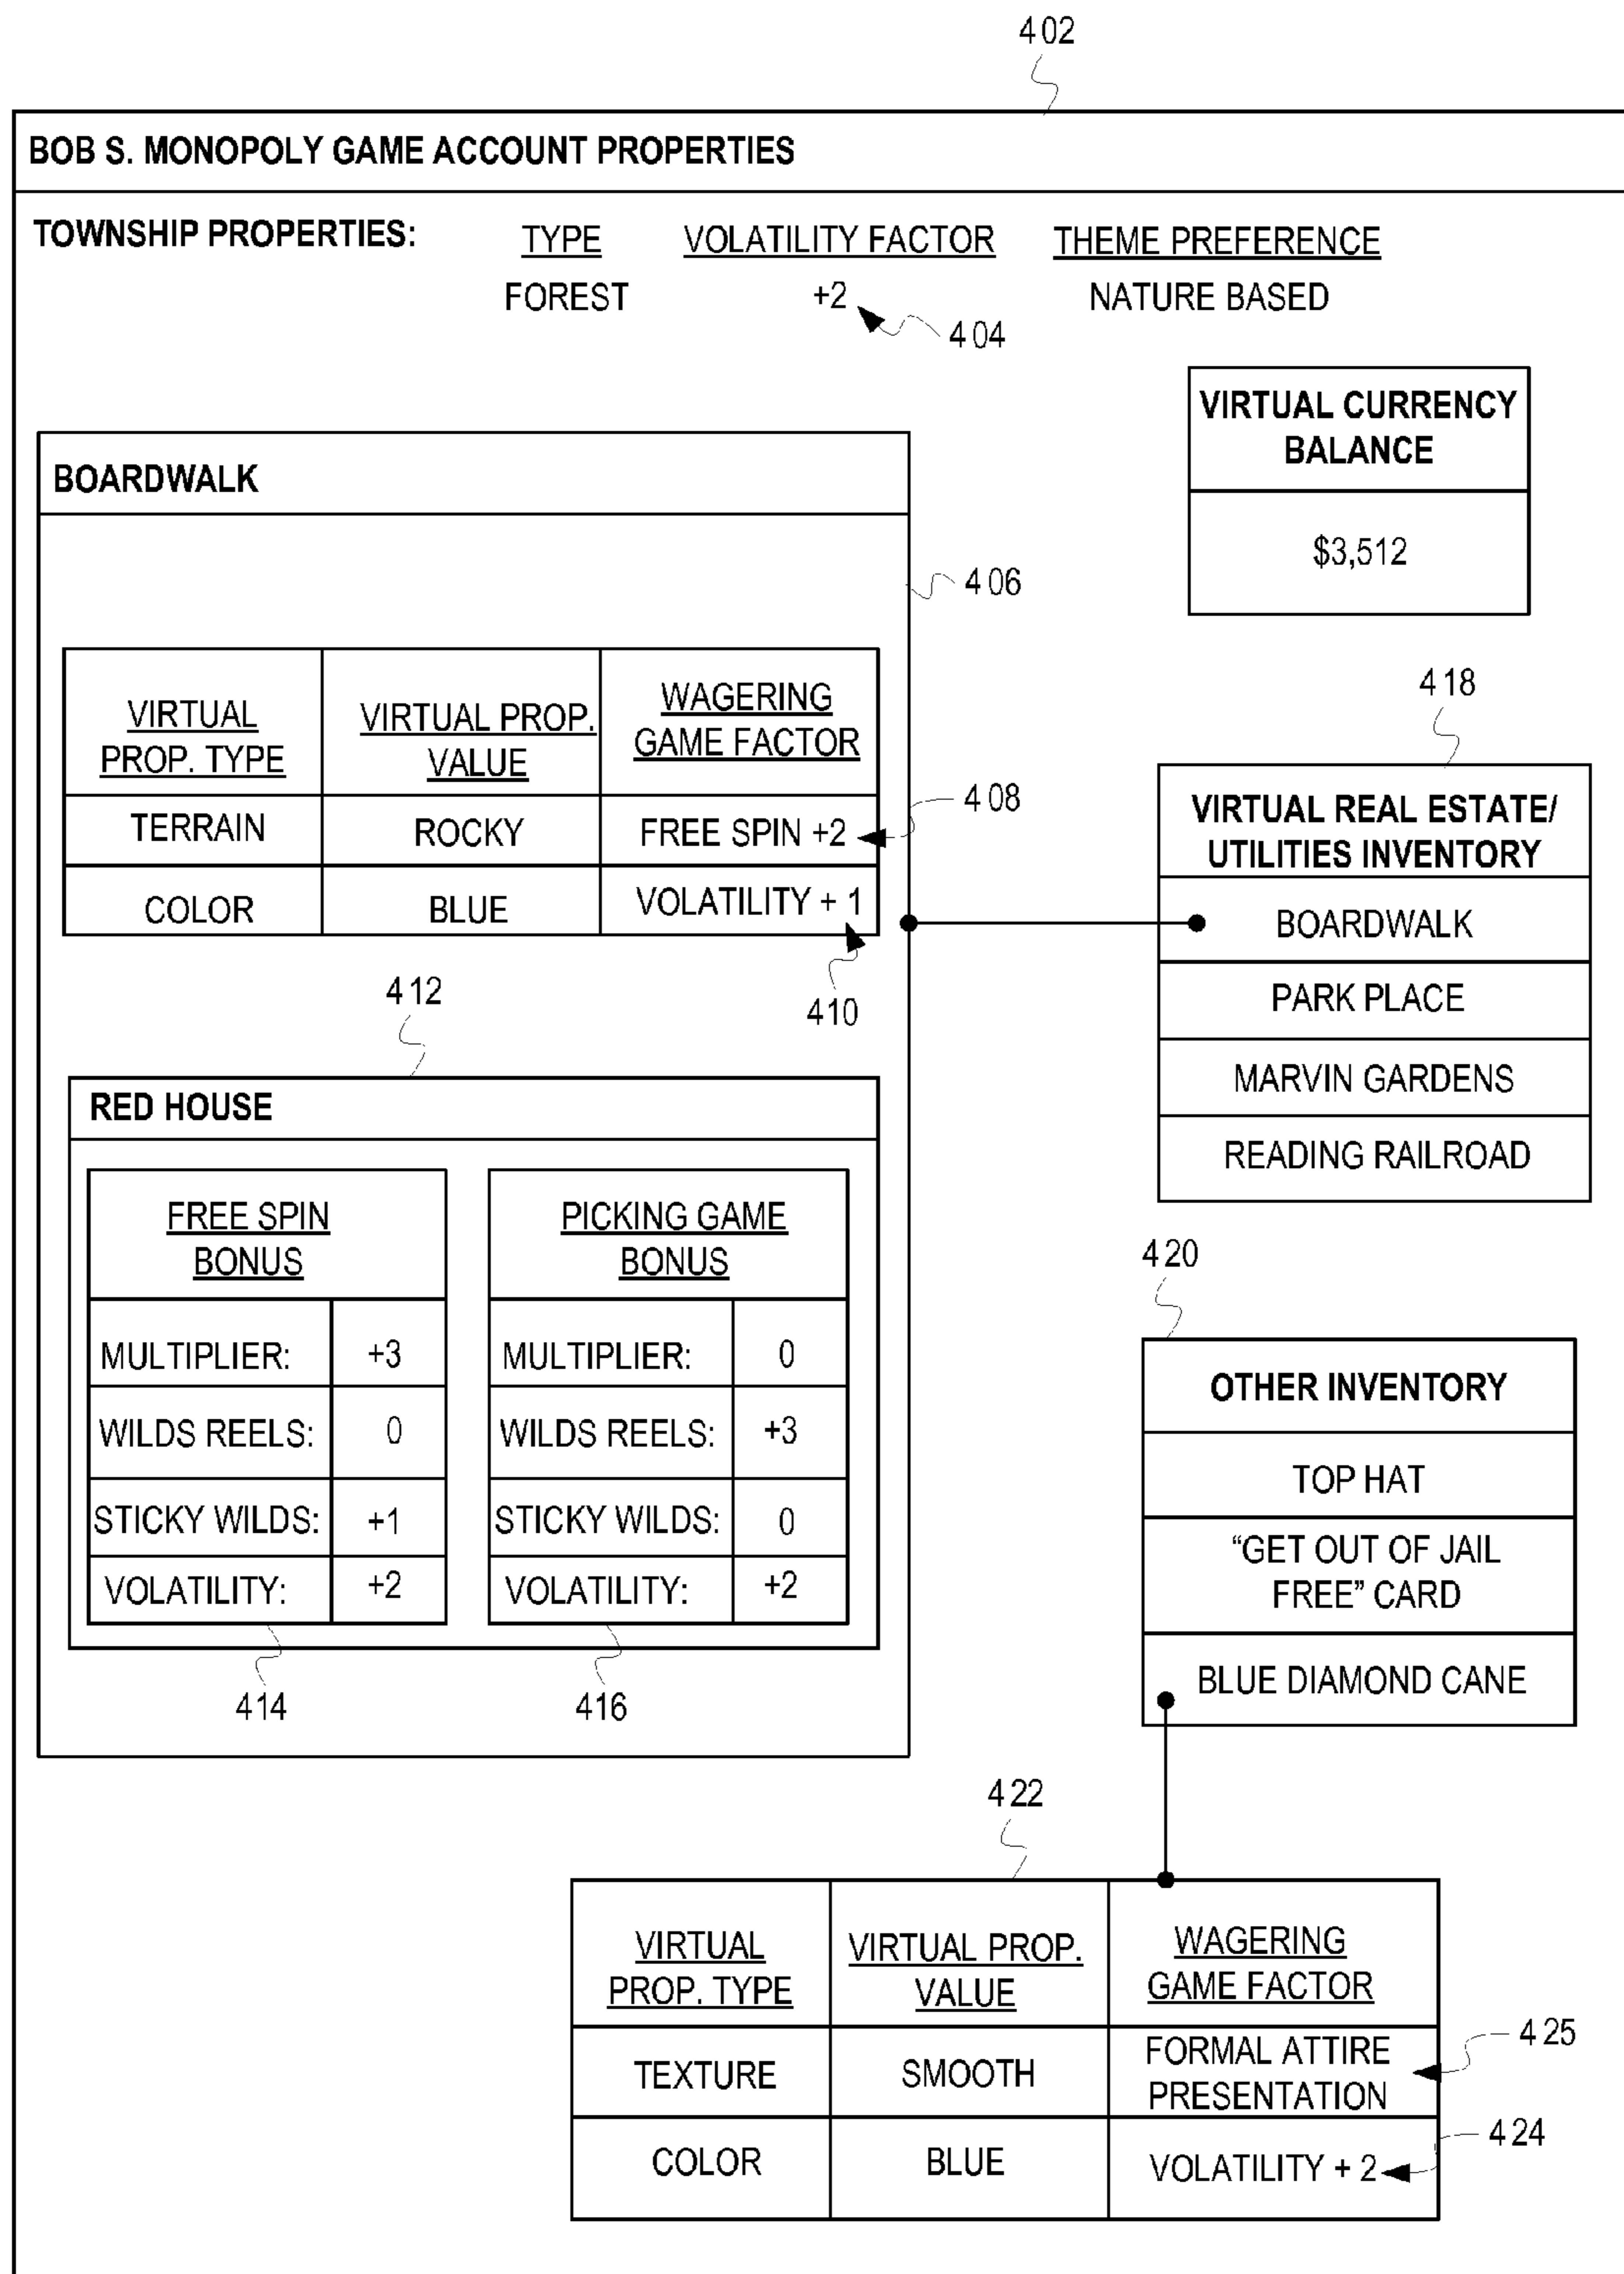 402
BOB S. MONOPOLY GAME ACCOUNT PROPERTIES
TOWNSHIP PROPERTIES:
TYPE
VOLATILITY FACTOR
THEME PREFERENCE
FOREST
+2
NATURE BASED
404
VIRTUAL CURRENCY
BALANCE
$3,512
BOARDWALK
406
VIRTUAL
PROP. TYPE
VIRTUAL PROP.
VALUE
WAGERING
GAME FACTOR
TERRAIN
ROCKY
FREE SPIN +2
408
COLOR
BLUE
VOLATILITY + 1
410
412
RED HOUSE
FREE SPIN
BONUS
MULTIPLIER:
+3
WILDS REELS:
0
STICKY WILDS:
+1
VOLATILITY:
+2
414
PICKING GAME
BONUS
MULTIPLIER:
0
WILDS REELS:
+3
STICKY WILDS:
0
VOLATILITY:
+2
416
418
VIRTUAL REAL ESTATE/
UTILITIES INVENTORY
BOARDWALK
PARK PLACE
MARVIN GARDENS
READING RAILROAD
420
OTHER INVENTORY
TOP HAT
“GET OUT OF JAIL
FREE” CARD
BLUE DIAMOND CANE
422
VIRTUAL
PROP. TYPE
VIRTUAL PROP.
VALUE
WAGERING
GAME FACTOR
TEXTURE
SMOOTH
FORMAL ATTIRE
PRESENTATION
425
COLOR
BLUE
VOLATILITY + 2
424